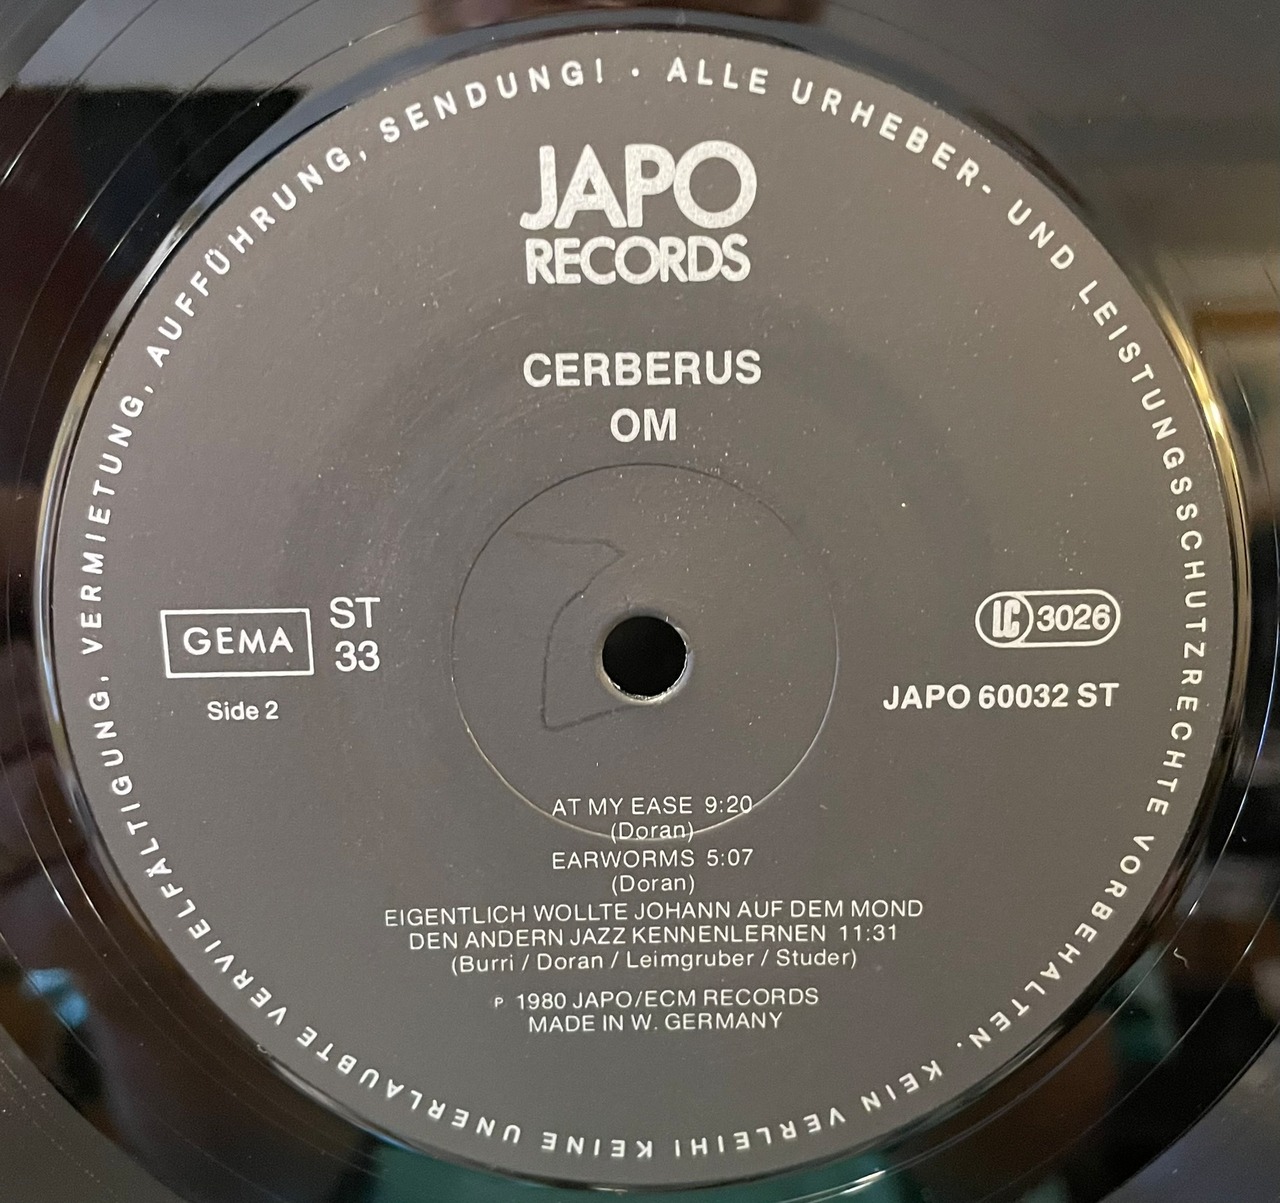 ALLE URHEBER- UND LEISTUNGSSCHUTZRECHTE VORBEHALTEN. KEIN VERLEIH! KEINE UNERLAUBTE VERVIELFÄLTIGUNG, VERMIETUNG, AUFFÜHRUNG, SENDUNG! •
JAPO
RECORDS
CERBERUS
OM
GEMA
ST
33
Side 2
LC 3026
JAPO 60032 ST
AT MY EASE 9:20
(Doran)
EARWORMS 5:07
(Doran)
EIGENTLICH WOLLTE JOHANN AUF DEM MOND
DEN ANDERN JAZZ KENNENLERNEN 11:31
(Burri / Doran / Leimgruber / Studer)
P 1980 JAPO/ECM RECORDS
MADE IN W. GERMANY